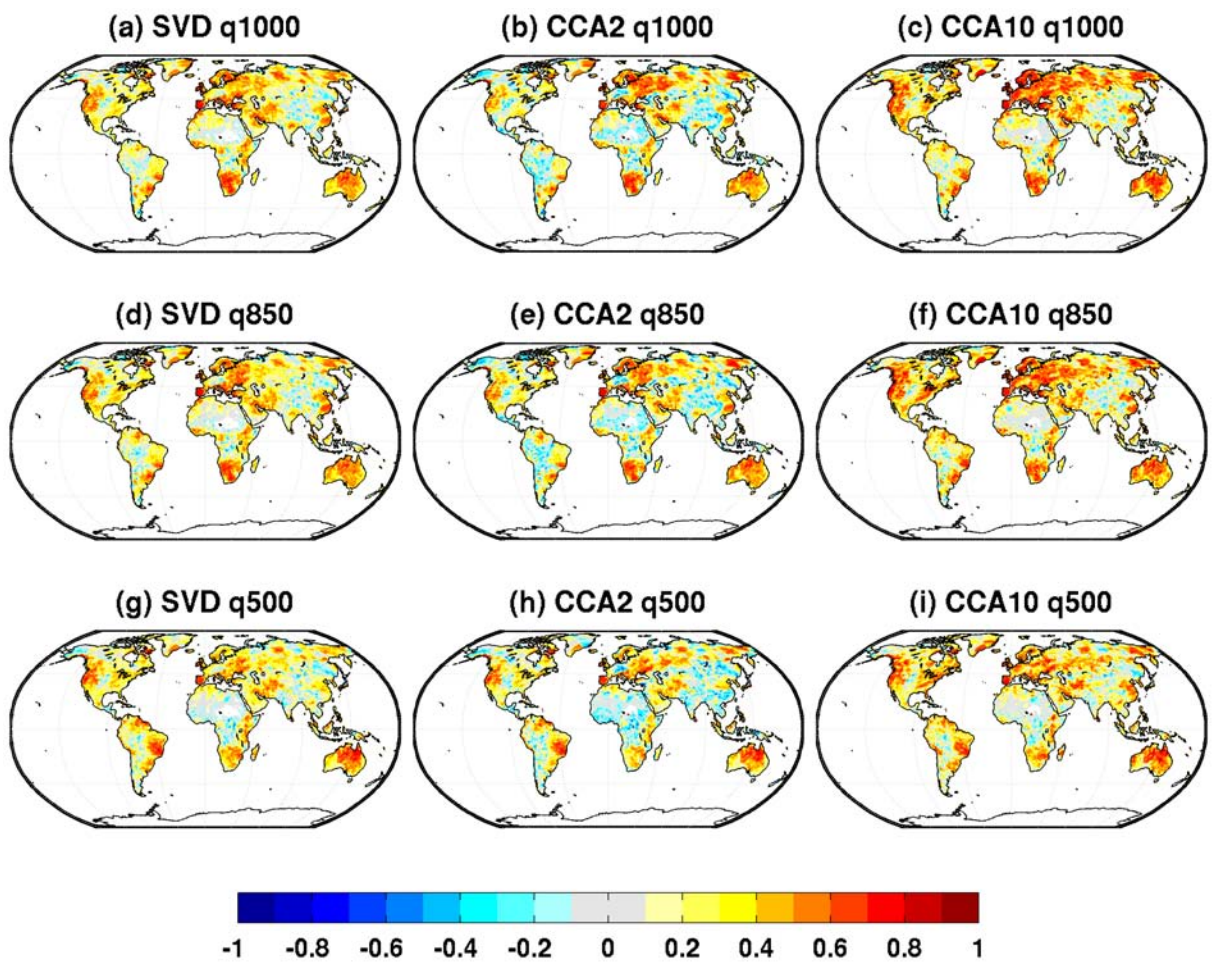 (a) SVD q1000
(b) CCA2 q1000
(c) CCA10 q1000
(d) SVD q850
(e) CCA2 q850
(f) CCA10 q850
(g) SVD q500
(h) CCA2 q500
(i) CCA10 q500
-1 -0.8 -0.6 -0.4 -0.2 0 0.2 0.4 0.6 0.8 1